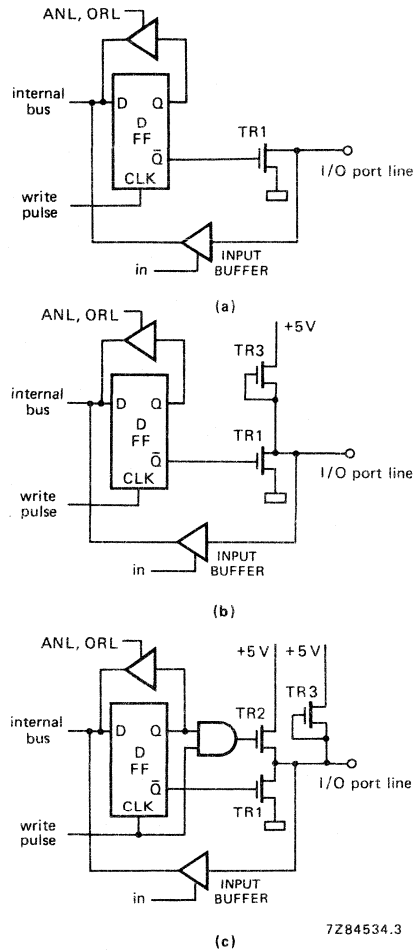 ANL, ORL
internal
bus
D
Q
D
FF
Q̅
CLK
TR1
I/O port line
write
pulse
in
INPUT
BUFFER
(a)
ANL, ORL
+5V
TR3
internal
bus
D
Q
D
FF
Q̅
CLK
TR1
I/O port line
write
pulse
in
INPUT
BUFFER
(b)
ANL, ORL
+5V
+5V
TR3
TR2
internal
bus
D
Q
D
FF
Q̅
CLK
TR1
I/O port line
write
pulse
in
INPUT
BUFFER
(c)
7Z84534.3